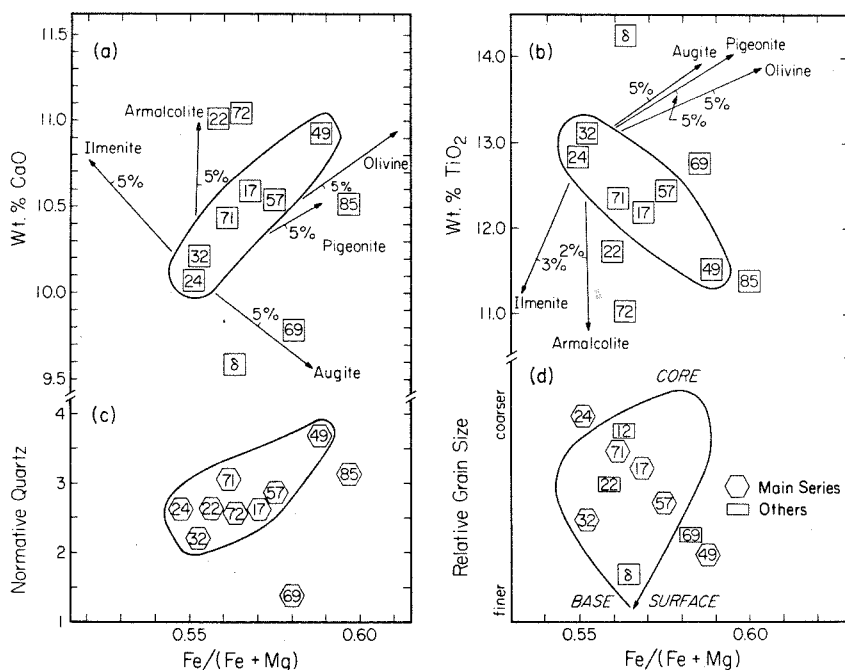 (a)
Wt. % CaO
11.5
11.0
10.5
10.0
9.5
Ilmenite
5%
Armalcolite
5%
22
72
49
Olivine
5%
17
57
85
71
5%
Pigeonite
32
24
5%
69
δ
Augite
(b)
Wt. % TiO2
14.0
13.0
12.0
11.0
δ
Augite
Pigeonite
Olivine
5%
5%
5%
32
24
69
71
57
17
22
49
85
2%
3%
Ilmenite
72
Armalcolite
(c)
Normative Quartz
4
3
2
1
49
71
85
24
22
72
17
57
32
69
0.55
0.60
Fe/(Fe + Mg)
(d)
Relative Grain Size
coarser
finer
CORE
24
12
71
17
22
57
32
69
49
δ
Main Series
Others
BASE
SURFACE
0.55
0.60
Fe/(Fe + Mg)